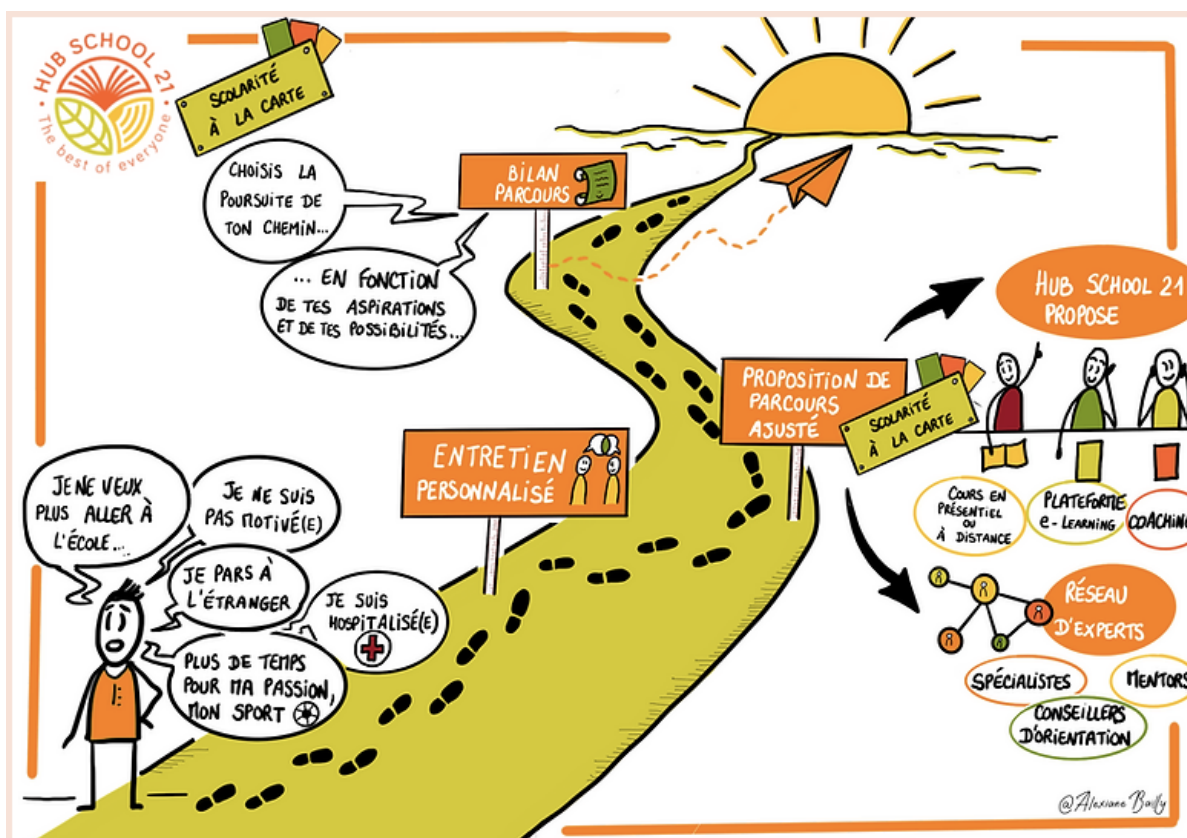 HUB SCHOOL 21
The best of everyone
SCOLARITÉ
À LA CARTE
CHOISIS LA
POURSUITE DE
TON CHEMIN...
BILAN
PARCOURS
... EN FONCTION
DE TES ASPIRATIONS
ET DE TES POSSIBILITÉS...
HUB SCHOOL 21
PROPOSE
PROPOSITION DE
PARCOURS
AJUSTÉ
SCOLARITÉ
À LA CARTE
ENTRETIEN
PERSONNALISÉ
COURS EN
PRÉSENTIEL
OU
À DISTANCE
PLATEFORME
e-LEARNING
COACHING
JE NE VEUX
PLUS ALLER À
L'ÉCOLE...
JE NE SUIS
PAS MOTIVÉ(E)
JE PARS À
L'ÉTRANGER
JE SUIS
HOSPITALISÉ(E)
PLUS DE TEMPS
POUR MA PASSION,
MON SPORT
RÉSEAU
D'EXPERTS
SPÉCIALISTES
MENTORS
CONSEILLERS
D'ORIENTATION
@Alexiane Bailly